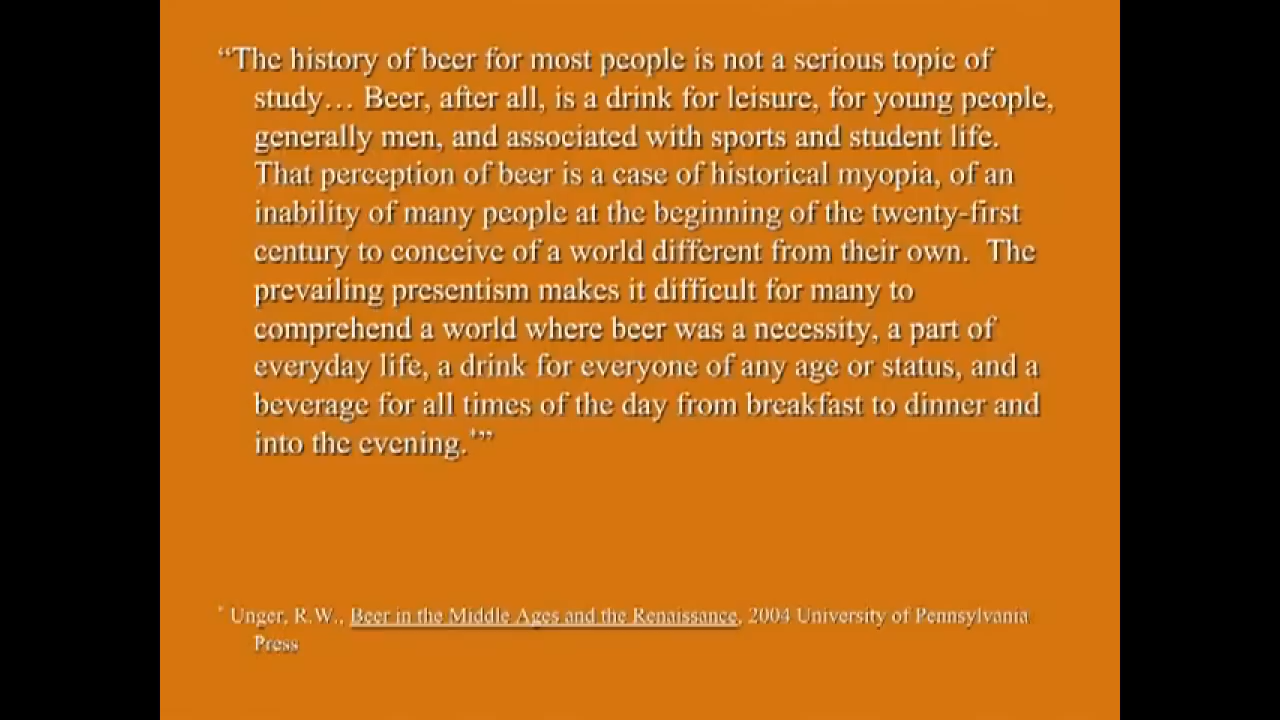 “The history of beer for most people is not a serious topic of
study… Beer, after all, is a drink for leisure, for young people,
generally men, and associated with sports and student life.
That perception of beer is a case of historical myopia, of an
inability of many people at the beginning of the twenty-first
century to conceive of a world different from their own.  The
prevailing presentism makes it difficult for many to
comprehend a world where beer was a necessity, a part of
everyday life, a drink for everyone of any age or status, and a
beverage for all times of the day from breakfast to dinner and
into the evening.*”
* Unger, R.W., Beer in the Middle Ages and the Renaissance, 2004 University of Pennsylvania
Press